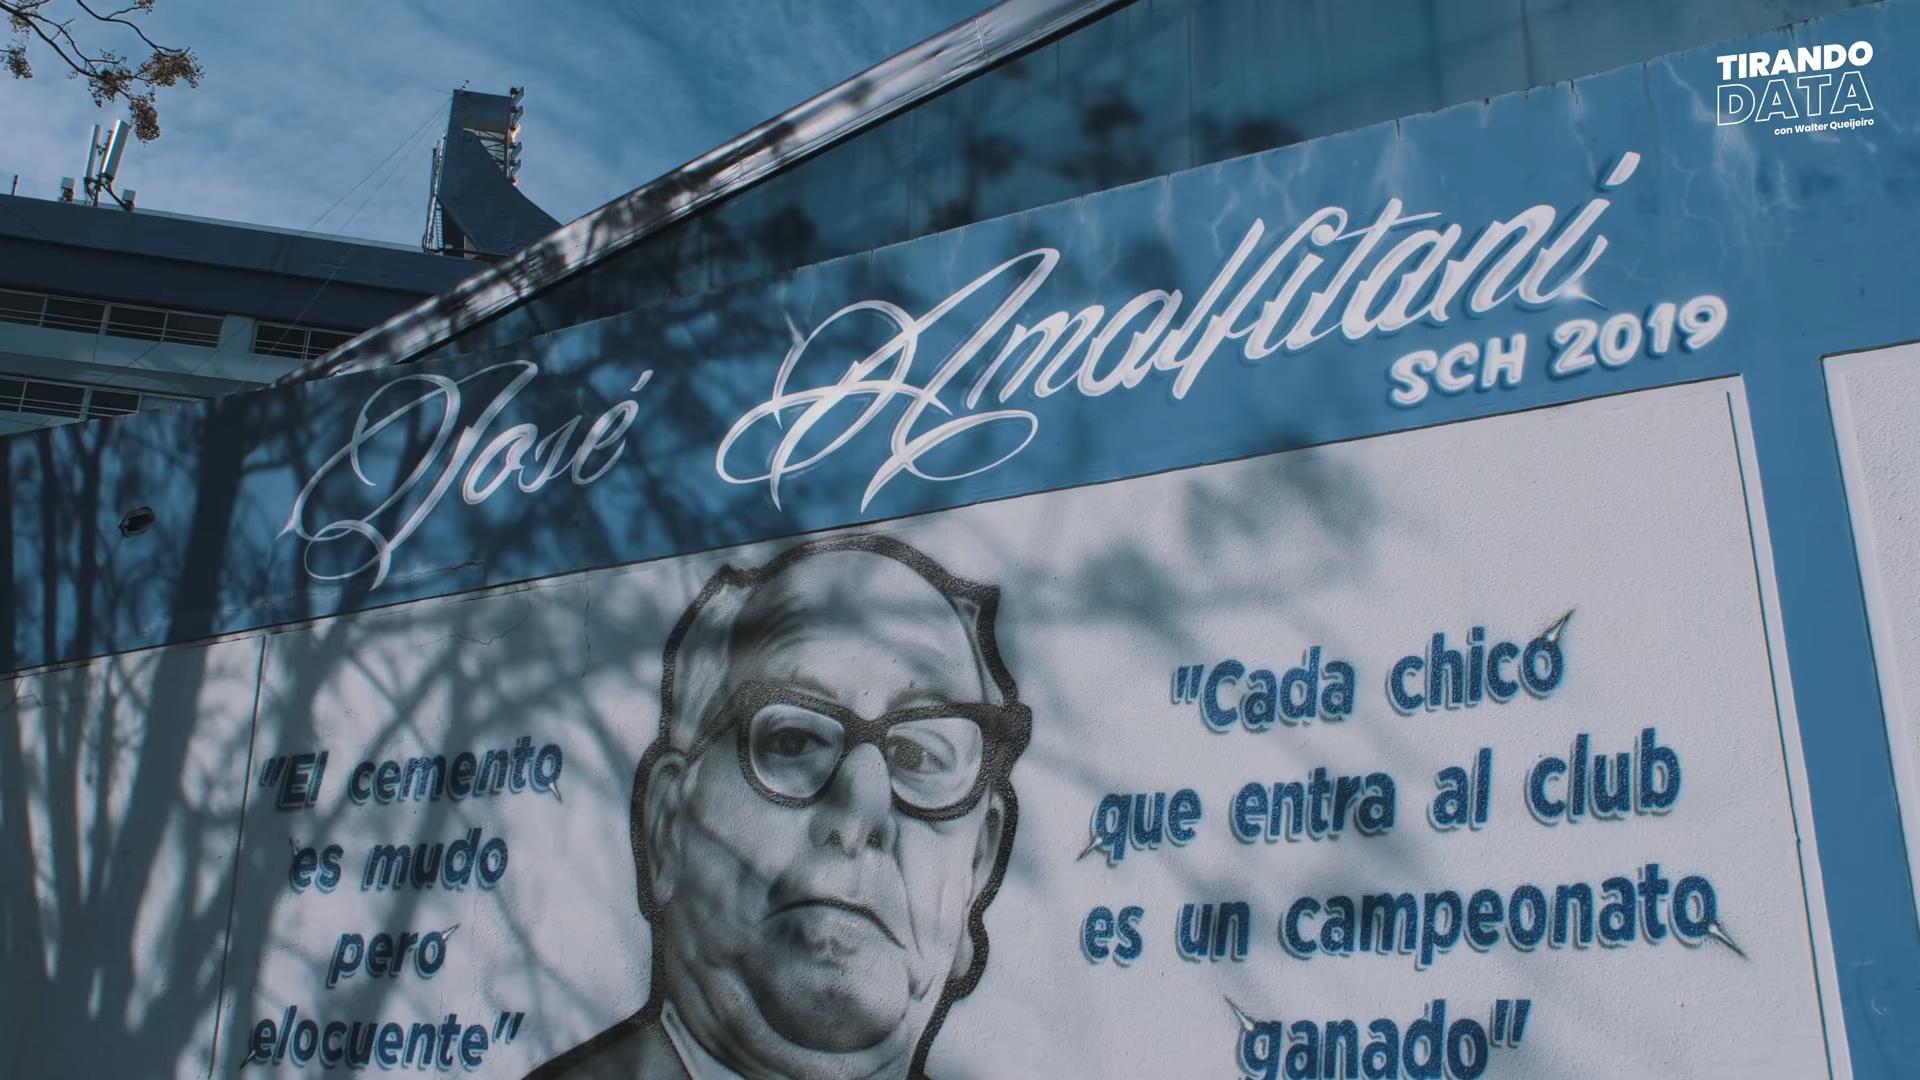 TIRANDO
DATA
con Walter Queijeiro
José Amalfitani
SCH 2019
"El cemento
es mudo
pero
elocuente"
"Cada chico
que entra al club
es un campeonato
ganado"